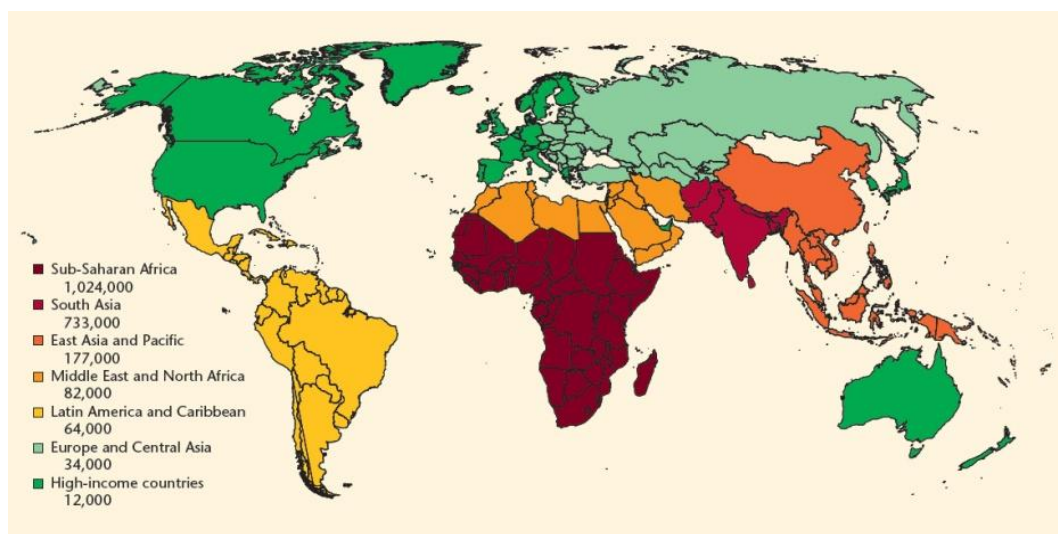 Sub-Saharan Africa
1,024,000
South Asia
733,000
East Asia and Pacific
177,000
Middle East and North Africa
82,000
Latin America and Caribbean
64,000
Europe and Central Asia
34,000
High-income countries
12,000